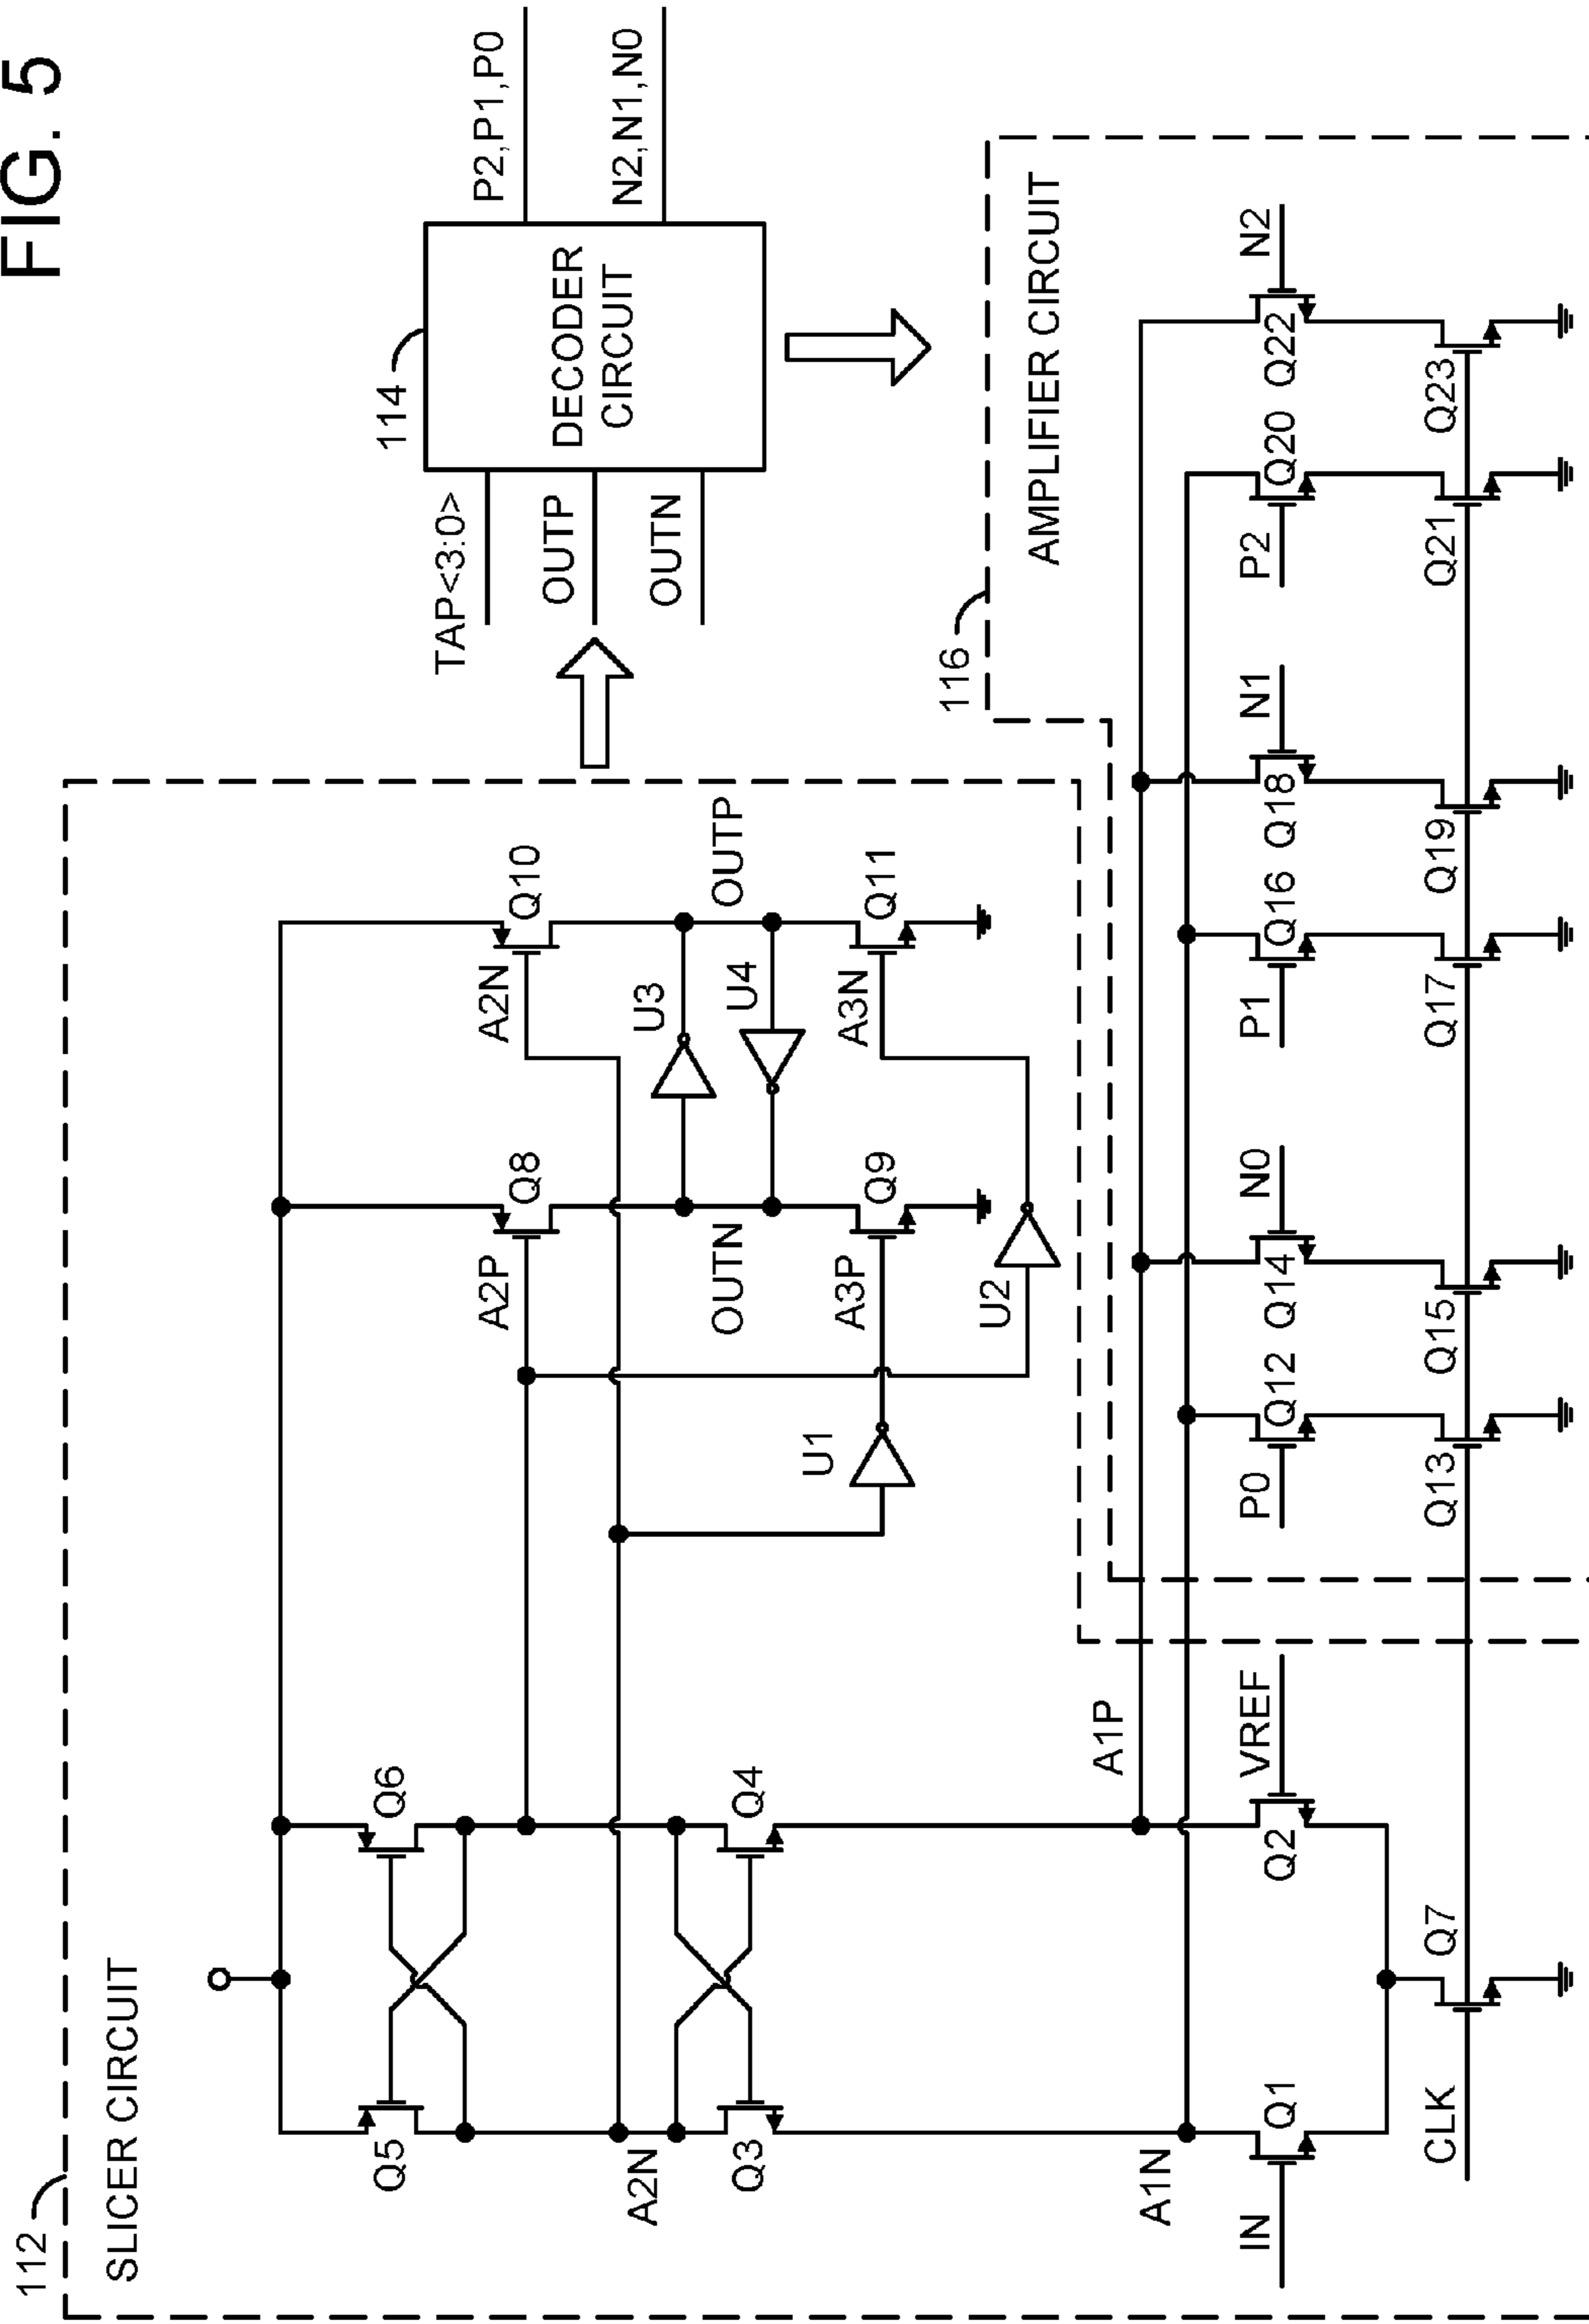 FIG. 5
112
SLICER CIRCUIT
Q5
Q6
A2N
Q3
Q4
A2P
Q8
A2N
Q10
U3
U4
OUTN
OUTP
U1
A3P
Q9
A3N
Q11
U2
114
TAP<3:0>
OUTP
OUTN
DECODER
CIRCUIT
P2,P1,P0
N2,N1,N0
116
AMPLIFIER CIRCUIT
A1N
A1P
IN
Q1
Q2
VREF
CLK
Q7
P0
Q12
Q14
N0
Q13
Q15
P1
Q16
Q18
N1
Q17
Q19
P2
Q20
Q22
N2
Q21
Q23